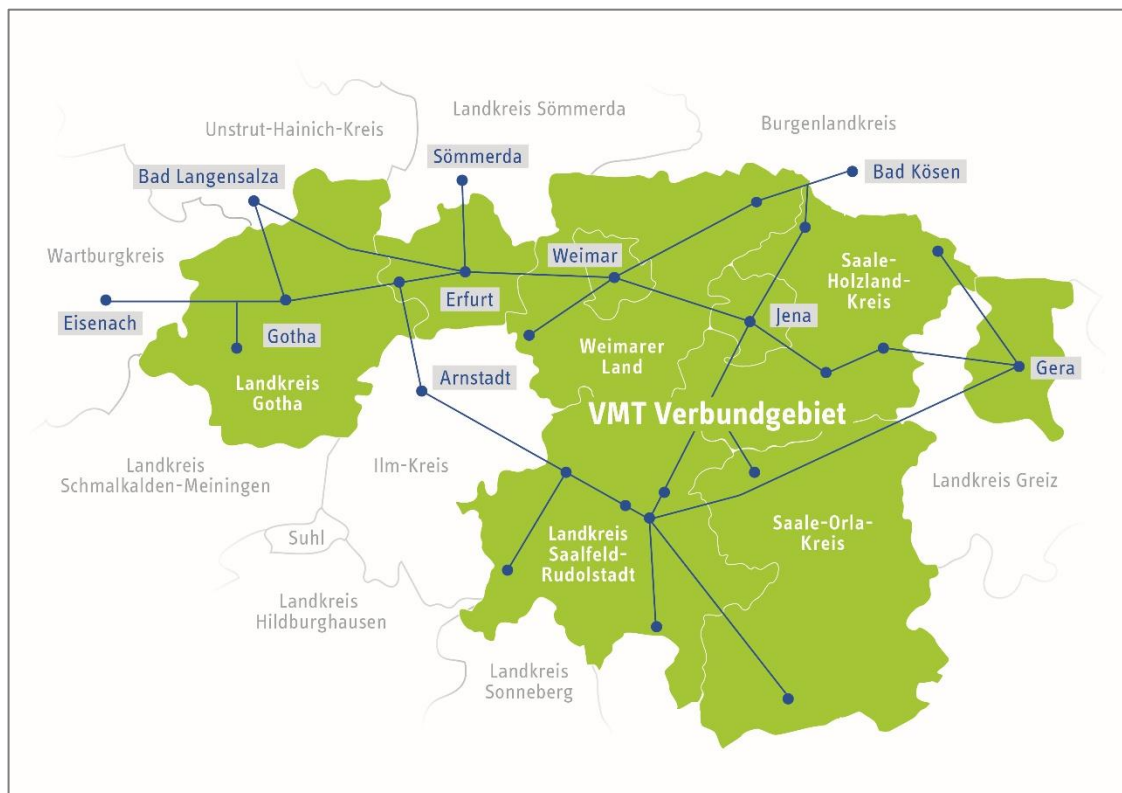 Landkreis Sömmerda
Unstrut-Hainich-Kreis
Burgenlandkreis
Sömmerda
Bad Langensalza
Bad Kösen
Wartburgkreis
Weimar
Saale-
Holzland-
Kreis
Eisenach
Erfurt
Gotha
Jena
Weimarer
Land
Gera
Arnstadt
Landkreis
Gotha
VMT Verbundgebiet
Landkreis
Schmalkalden-Meiningen
Ilm-Kreis
Landkreis Greiz
Suhl
Landkreis
Saalfeld-
Rudolstadt
Saale-Orla-
Kreis
Landkreis
Hildburghausen
Landkreis
Sonneberg